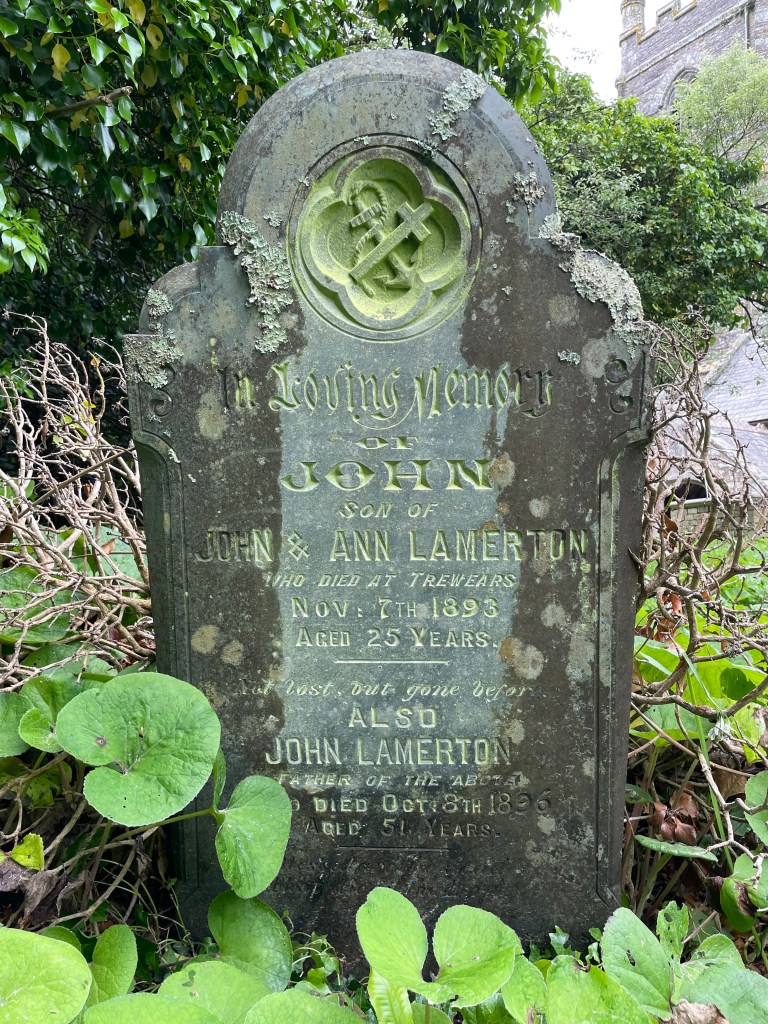 In Loving Memory
OF
JOHN
SON OF
JOHN & ANN LAMERTON
WHO DIED AT TREWEARS
NOV: 7TH 1893
AGED 25 YEARS.
Not lost, but gone before.
ALSO
JOHN LAMERTON
FATHER OF THE ABOVE
DIED OCT: 8TH 1896
AGED 51 YEARS.